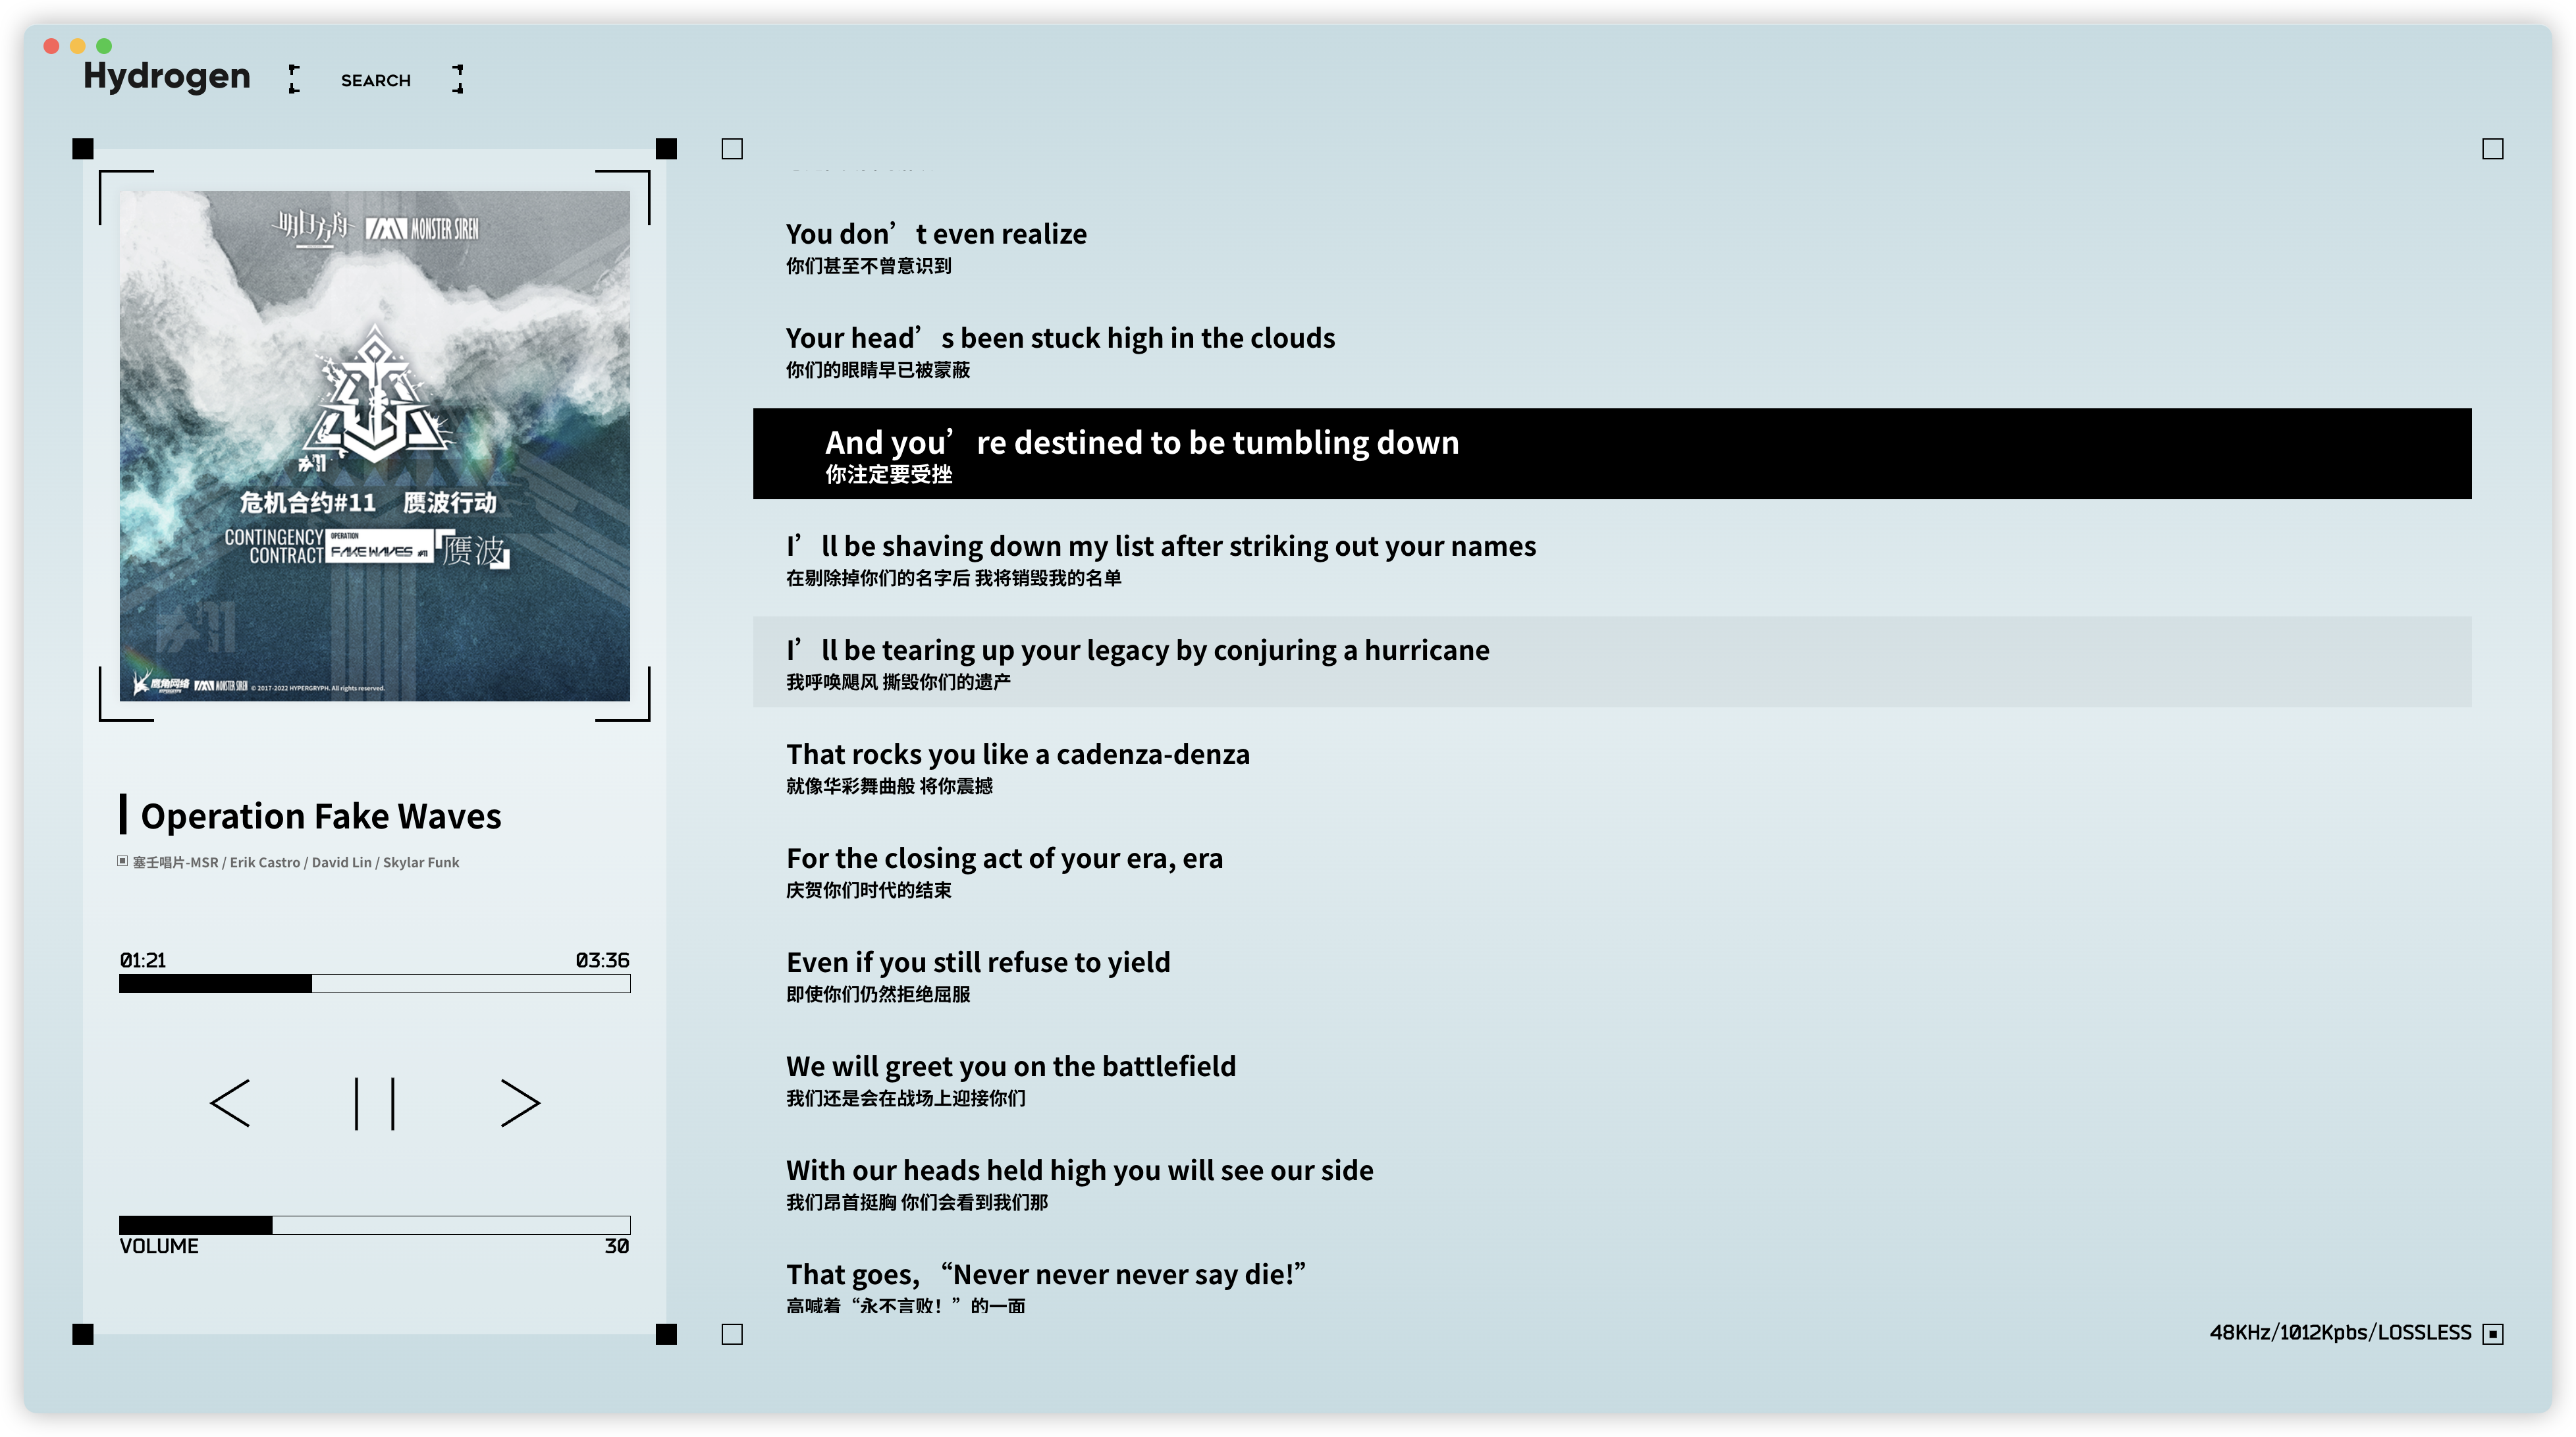 Hydrogen
SEARCH
明日方舟 MONSTER SIREN
#11
危机合约#11 赝波行动
CONTINGENCY CONTRACT
OPERATION
FAKE WAVES #11
赝波
#11
鹰角网络 MONSTER SIREN © 2017-2022 HYPERGRYPH. All rights reserved.
Operation Fake Waves
塞壬唱片-MSR / Erik Castro / David Lin / Skylar Funk
01:21 03:36
VOLUME 30
You don’t even realize
你们甚至不曾意识到
Your head’s been stuck high in the clouds
你们的眼睛早已被蒙蔽
And you’re destined to be tumbling down
你注定要受挫
I’ll be shaving down my list after striking out your names
在剔除掉你们的名字后 我将销毁我的名单
I’ll be tearing up your legacy by conjuring a hurricane
我呼唤飓风 撕毁你们的遗产
That rocks you like a cadenza-denza
就像华彩舞曲般 将你震撼
For the closing act of your era, era
庆贺你们时代的结束
Even if you still refuse to yield
即使你们仍然拒绝屈服
We will greet you on the battlefield
我们还是会在战场上迎接你们
With our heads held high you will see our side
我们昂首挺胸 你们会看到我们那
That goes, “Never never never say die!”
高喊着“永不言败！”的一面
48KHz/1012Kpbs/LOSSLESS